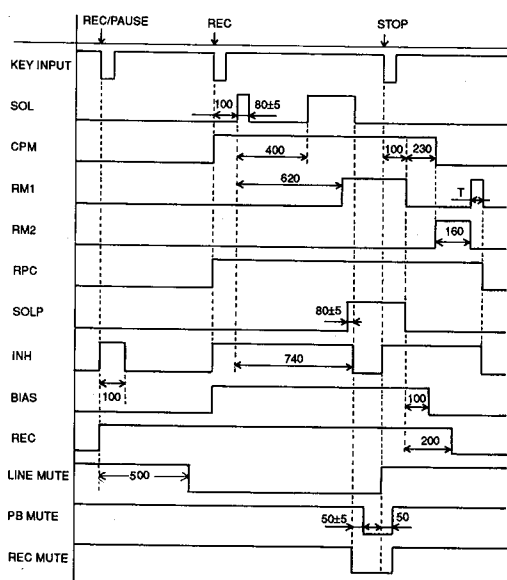 REC/PAUSE REC STOP
KEY INPUT
SOL 100 80±5
CPM 400 100 230
RM1 620 T
RM2 160
RPC
SOLP 80±5
INH 100 740
BIAS 100
REC 200
LINE MUTE 500
PB MUTE 50±5 50
REC MUTE